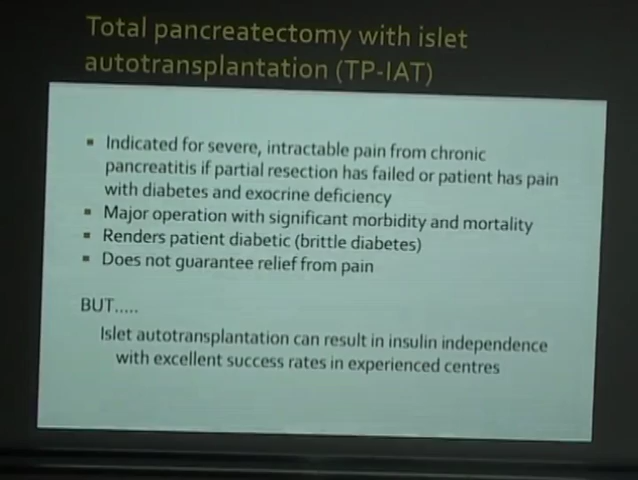 Total pancreatectomy with islet
autotransplantation (TP-IAT)
▪ Indicated for severe, intractable pain from chronic
pancreatitis if partial resection has failed or patient has pain
with diabetes and exocrine deficiency
▪ Major operation with significant morbidity and mortality
▪ Renders patient diabetic (brittle diabetes)
▪ Does not guarantee relief from pain
BUT.....
Islet autotransplantation can result in insulin independence
with excellent success rates in experienced centres